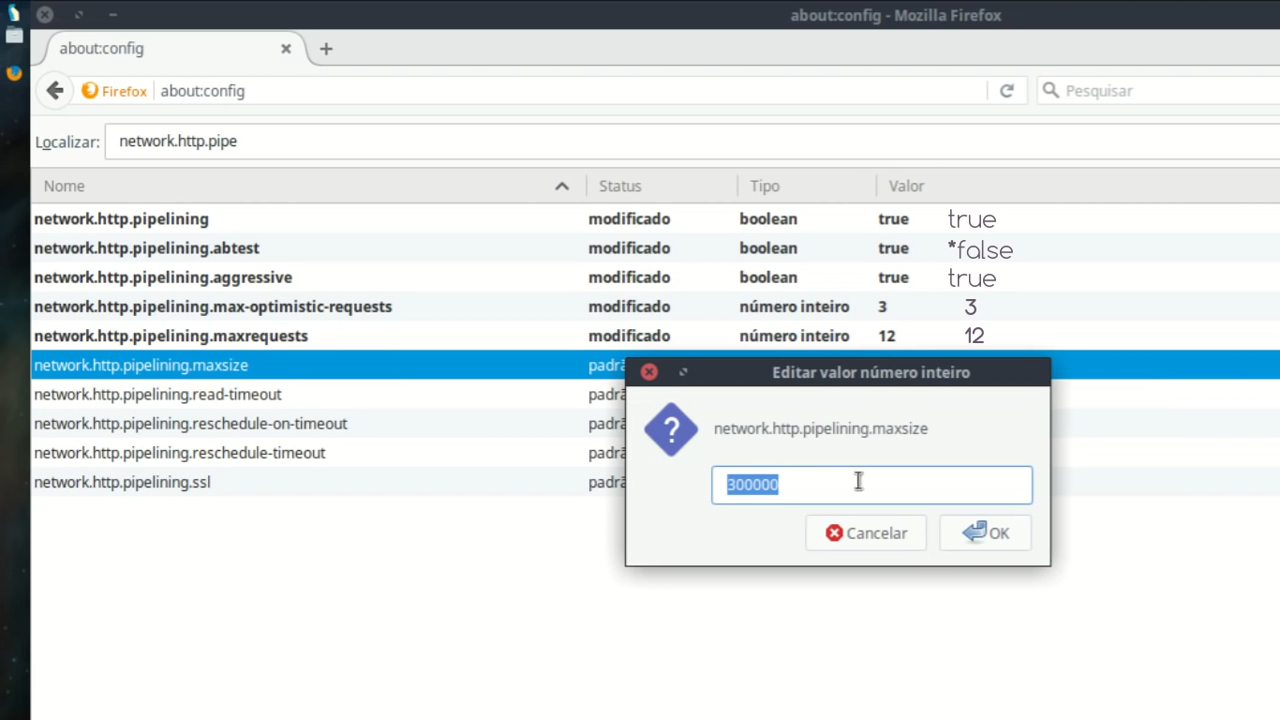 about:config - Mozilla Firefox
about:config
Firefox about:config Pesquisar
Localizar: network.http.pipe
Nome Status Tipo Valor
network.http.pipelining modificado boolean true true
network.http.pipelining.abtest modificado boolean true *false
network.http.pipelining.aggressive modificado boolean true true
network.http.pipelining.max-optimistic-requests modificado número inteiro 3 3
network.http.pipelining.maxrequests modificado número inteiro 12 12
network.http.pipelining.maxsize padrã
network.http.pipelining.read-timeout padrã
network.http.pipelining.reschedule-on-timeout padrã
network.http.pipelining.reschedule-timeout padrã
network.http.pipelining.ssl padrã
Editar valor número inteiro
network.http.pipelining.maxsize
300000
Cancelar OK